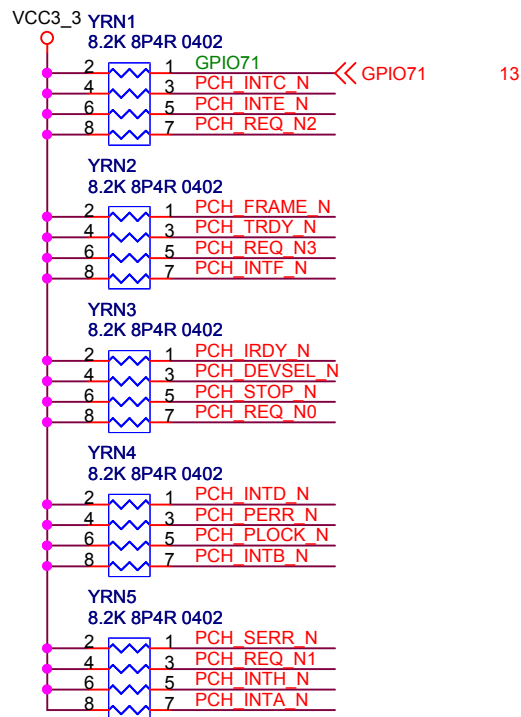 VCC3_3 YRN1
8.2K 8P4R 0402
2 1 GPIO71 GPIO71 13
4 3 PCH_INTC_N
6 5 PCH_INTE_N
8 7 PCH_REQ_N2
YRN2
8.2K 8P4R 0402
2 1 PCH_FRAME_N
4 3 PCH_TRDY_N
6 5 PCH_REQ_N3
8 7 PCH_INTF_N
YRN3
8.2K 8P4R 0402
2 1 PCH_IRDY_N
4 3 PCH_DEVSEL_N
6 5 PCH_STOP_N
8 7 PCH_REQ_N0
YRN4
8.2K 8P4R 0402
2 1 PCH_INTD_N
4 3 PCH_PERR_N
6 5 PCH_PLOCK_N
8 7 PCH_INTB_N
YRN5
8.2K 8P4R 0402
2 1 PCH_SERR_N
4 3 PCH_REQ_N1
6 5 PCH_INTH_N
8 7 PCH_INTA_N